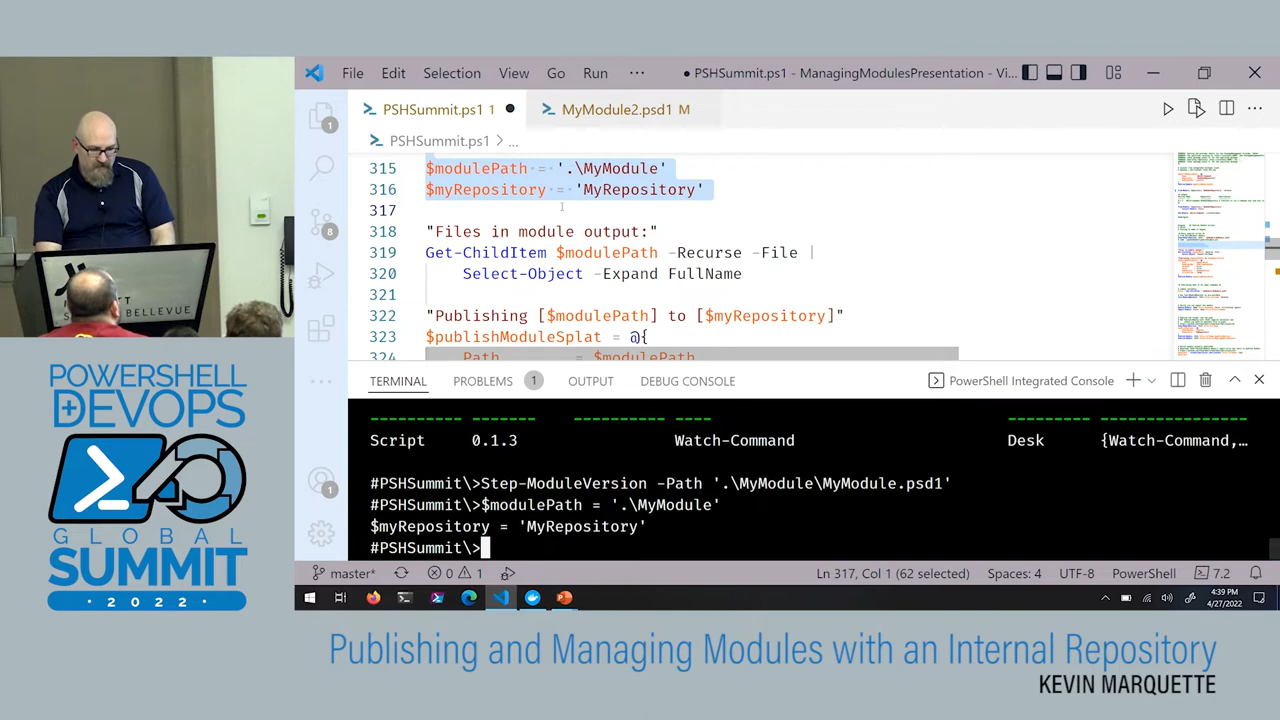 File Edit Selection View Go Run ··· ● PSHSummit.ps1 - ManagingModulesPresentation - Vi...
PSHSummit.ps1 1 ● MyModule2.psd1 M
PSHSummit.ps1 > ...
315 $modulePath = '.\MyModule'
316 $myRepository = 'MyRepository'
317
318 "Files in module output:"
319 Get-ChildItem $modulePath -Recurse -File |
320 Select-Object -Expand FullName
321
322 "Publishing [$modulePath] to [$myRepository]"
323 $publishModuleSplat = @{
324 Path = $modulePath
TERMINAL PROBLEMS 1 OUTPUT DEBUG CONSOLE PowerShell Integrated Console
Script 0.1.3 Watch-Command Desk {Watch-Command,…
#PSHSummit\>Step-ModuleVersion -Path '.\MyModule\MyModule.psd1'
#PSHSummit\>$modulePath = '.\MyModule'
$myRepository = 'MyRepository'
#PSHSummit\>
master* 0 1 Ln 317, Col 1 (62 selected) Spaces: 4 UTF-8 PowerShell 7.2
4:39 PM
4/27/2022
1
8
1
BELLEVUE
POWERSHELL
+DEVOPS
GLOBAL
SUMMIT
· 2022 ·
Publishing and Managing Modules with an Internal Repository
KEVIN MARQUETTE